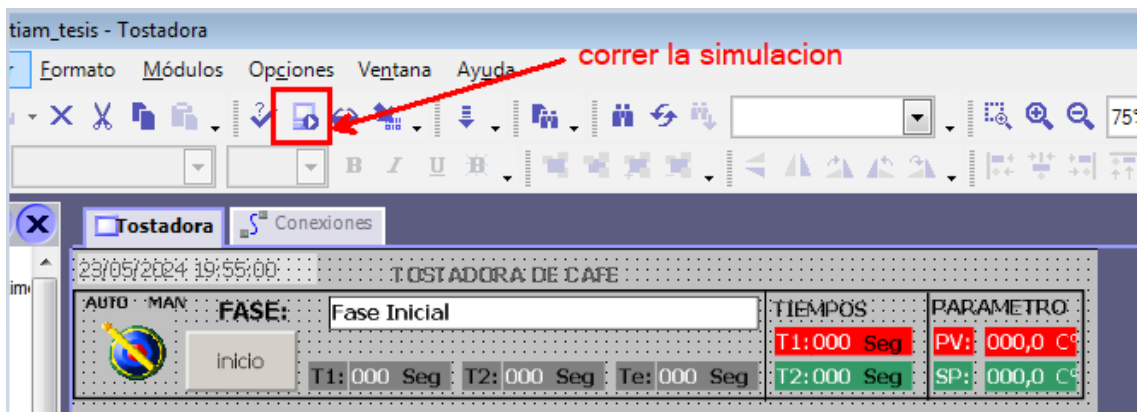 tiam_tesis - Tostadora
correr la simulacion
Formato Módulos Opciones Ventana Ayuda
75%
B I U
Tostadora Conexiones
23/05/2024 19:55:00 TOSTADORA DE CAFE
AUTO MAN FASE: Fase Inicial TIEMPOS PARAMETRO
inicio T1:000 Seg PV: 000,0 Cº
T1:000 Seg T2:000 Seg Te:000 Seg T2:000 Seg SP: 000,0 Cº